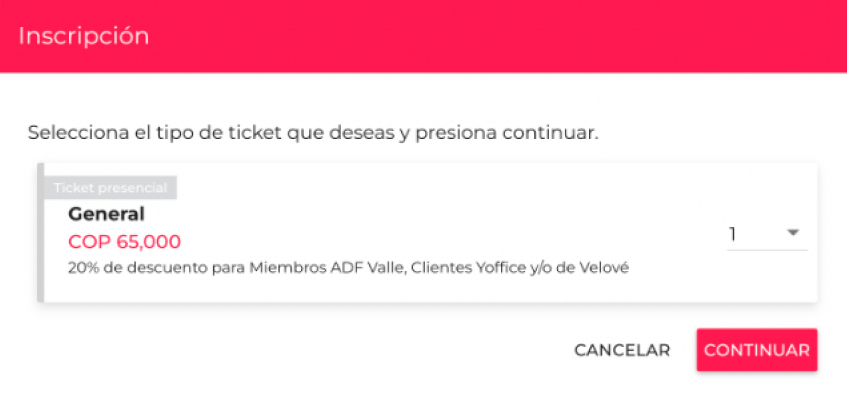 Inscripción
Selecciona el tipo de ticket que deseas y presiona continuar.
Ticket presencial
General
COP 65,000
1
20% de descuento para Miembros ADF Valle, Clientes Yoffice y/o de Velové
CANCELAR
CONTINUAR